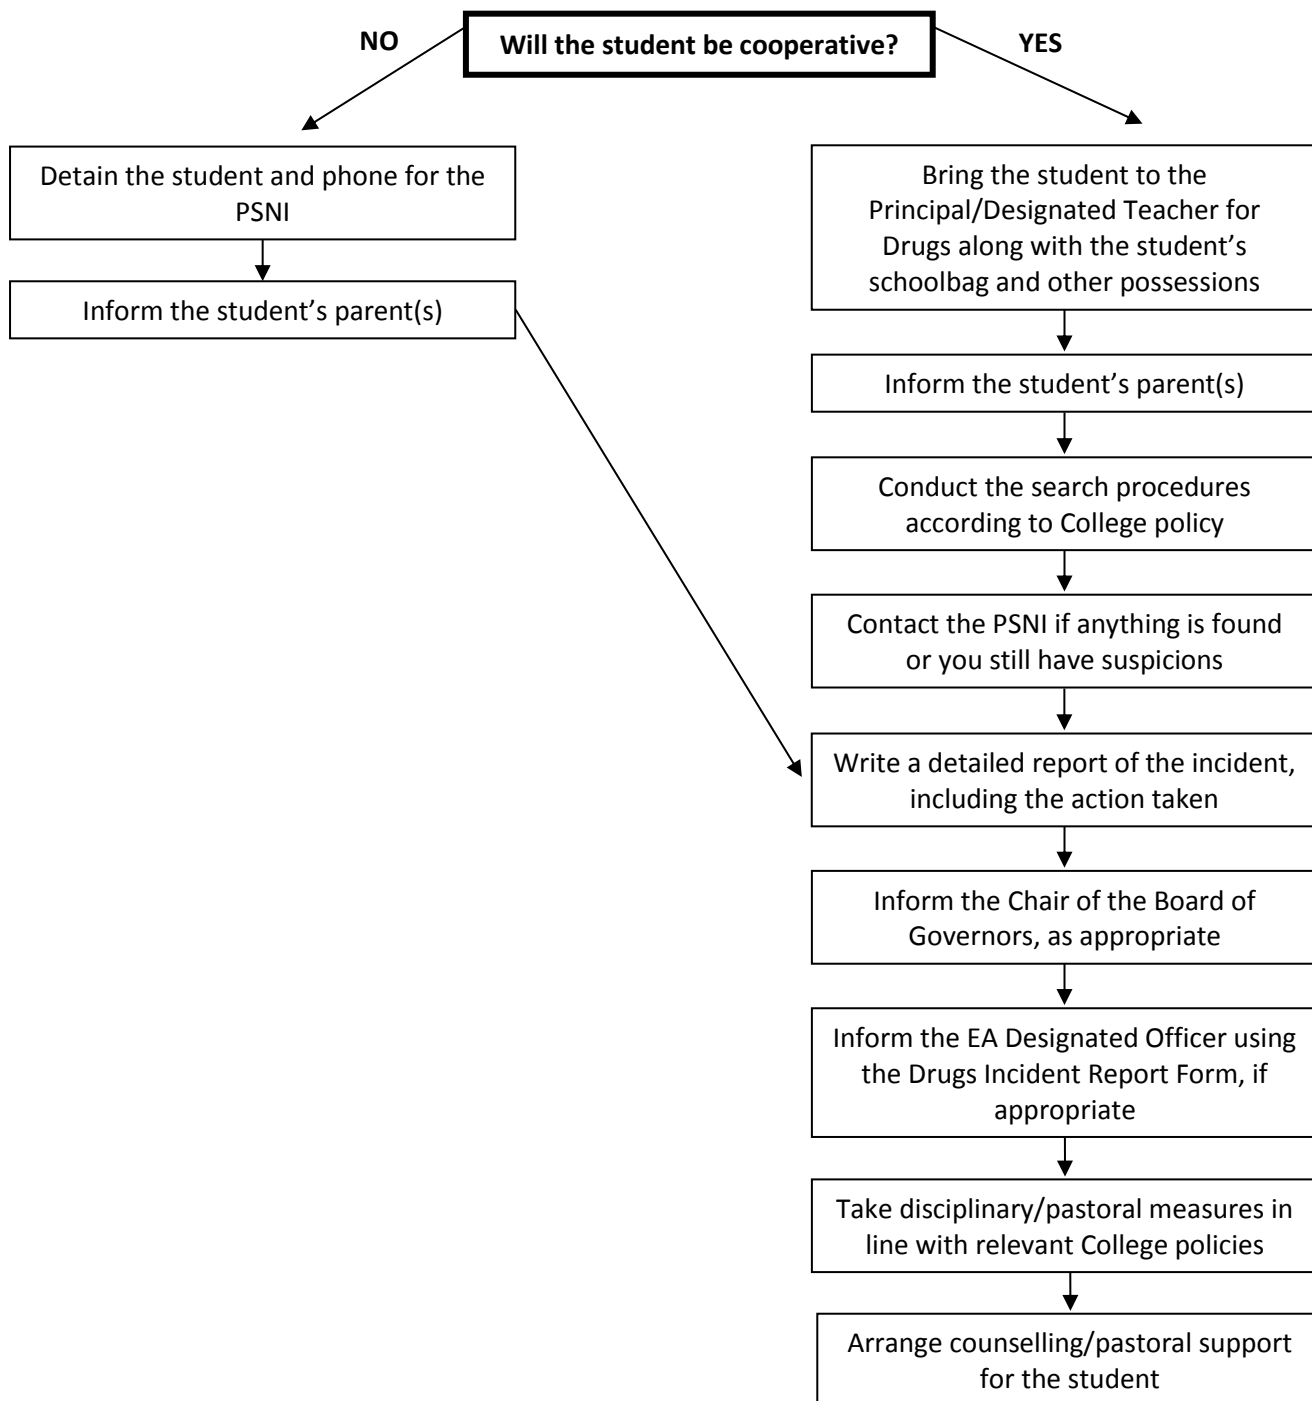 NO
Will the student be cooperative?
YES
Detain the student and phone for the
PSNI
Inform the student’s parent(s)
Bring the student to the
Principal/Designated Teacher for
Drugs along with the student’s
schoolbag and other possessions
Inform the student’s parent(s)
Conduct the search procedures
according to College policy
Contact the PSNI if anything is found
or you still have suspicions
Write a detailed report of the incident,
including the action taken
Inform the Chair of the Board of
Governors, as appropriate
Inform the EA Designated Officer using
the Drugs Incident Report Form, if
appropriate
Take disciplinary/pastoral measures in
line with relevant College policies
Arrange counselling/pastoral support
for the student